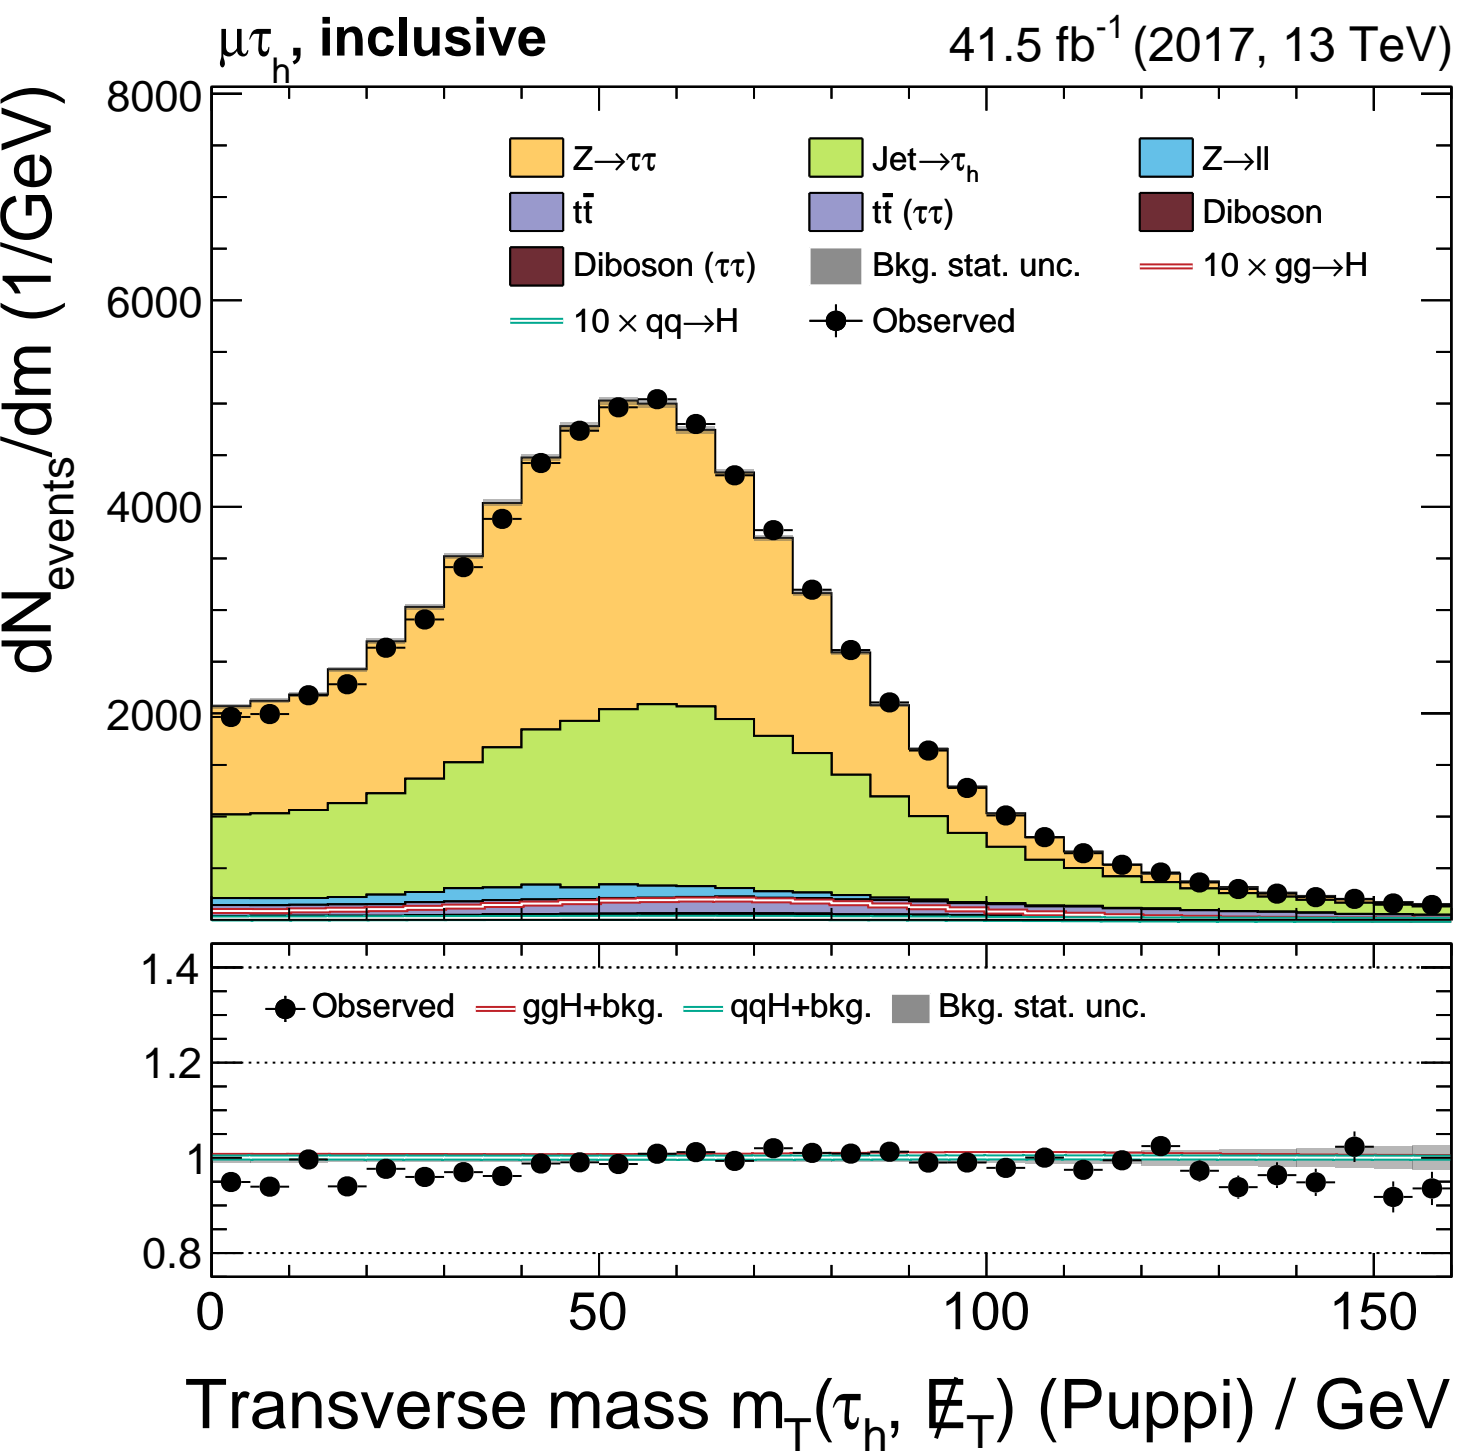 μτh, inclusive 41.5 fb-1 (2017, 13 TeV)
dNevents/dm (1/GeV)
8000
6000
4000
2000
Z→ττ Jet→τh Z→ll
tt̄ tt̄ (ττ) Diboson
Diboson (ττ) Bkg. stat. unc. 10 × gg→H
10 × qq→H Observed
1.4
1.2
1
0.8
Observed ggH+bkg. qqH+bkg. Bkg. stat. unc.
0 50 100 150
Transverse mass mT(τh, E̸T) (Puppi) / GeV